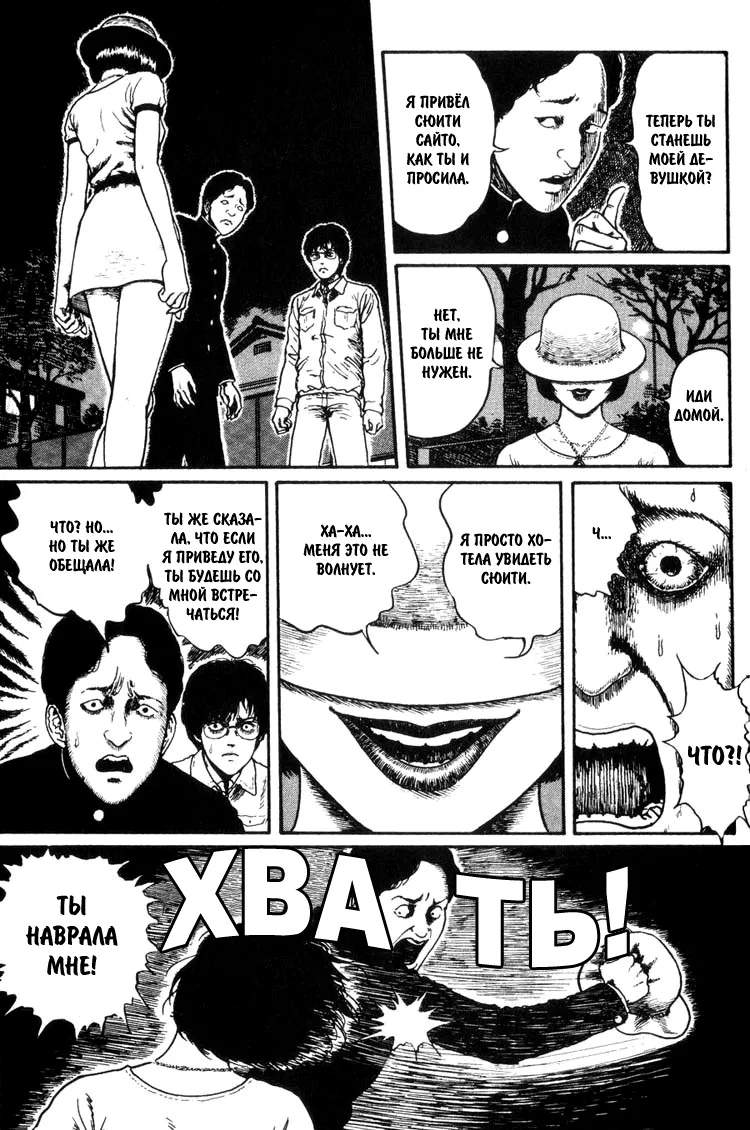 Я ПРИВЁЛ
СЮИТИ
САЙТО,
КАК ТЫ И
ПРОСИЛА.
ТЕПЕРЬ ТЫ
СТАНЕШЬ
МОЕЙ ДЕ-
ВУШКОЙ?
НЕТ,
ТЫ МНЕ
БОЛЬШЕ НЕ
НУЖЕН.
ИДИ
ДОМОЙ.
ЧТО? НО...
НО ТЫ ЖЕ
ОБЕЩАЛА!
ТЫ ЖЕ СКАЗА-
ЛА, ЧТО ЕСЛИ
Я ПРИВЕДУ ЕГО,
ТЫ БУДЕШЬ СО
МНОЙ ВСТРЕ-
ЧАТЬСЯ!
ХА-ХА...
МЕНЯ ЭТО НЕ
ВОЛНУЕТ.
Я ПРОСТО ХО-
ТЕЛА УВИДЕТЬ
СЮИТИ.
Ч...
ЧТО?!
ТЫ
НАВРАЛА
МНЕ!
ХВАТЬ!